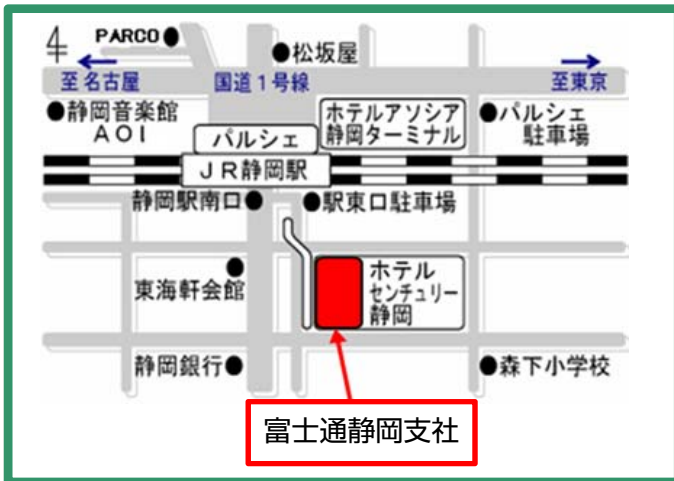 PARCO●
●松坂屋
至名古屋
国道1号線
至東京
●静岡音楽館
AOI
ホテルアソシア
静岡ターミナル
●パルシェ
駐車場
パルシェ
JR静岡駅
静岡駅南口●
●駅東口駐車場
東海軒会館
ホテル
センチュリー
静岡
静岡銀行●
●森下小学校
富士通静岡支社